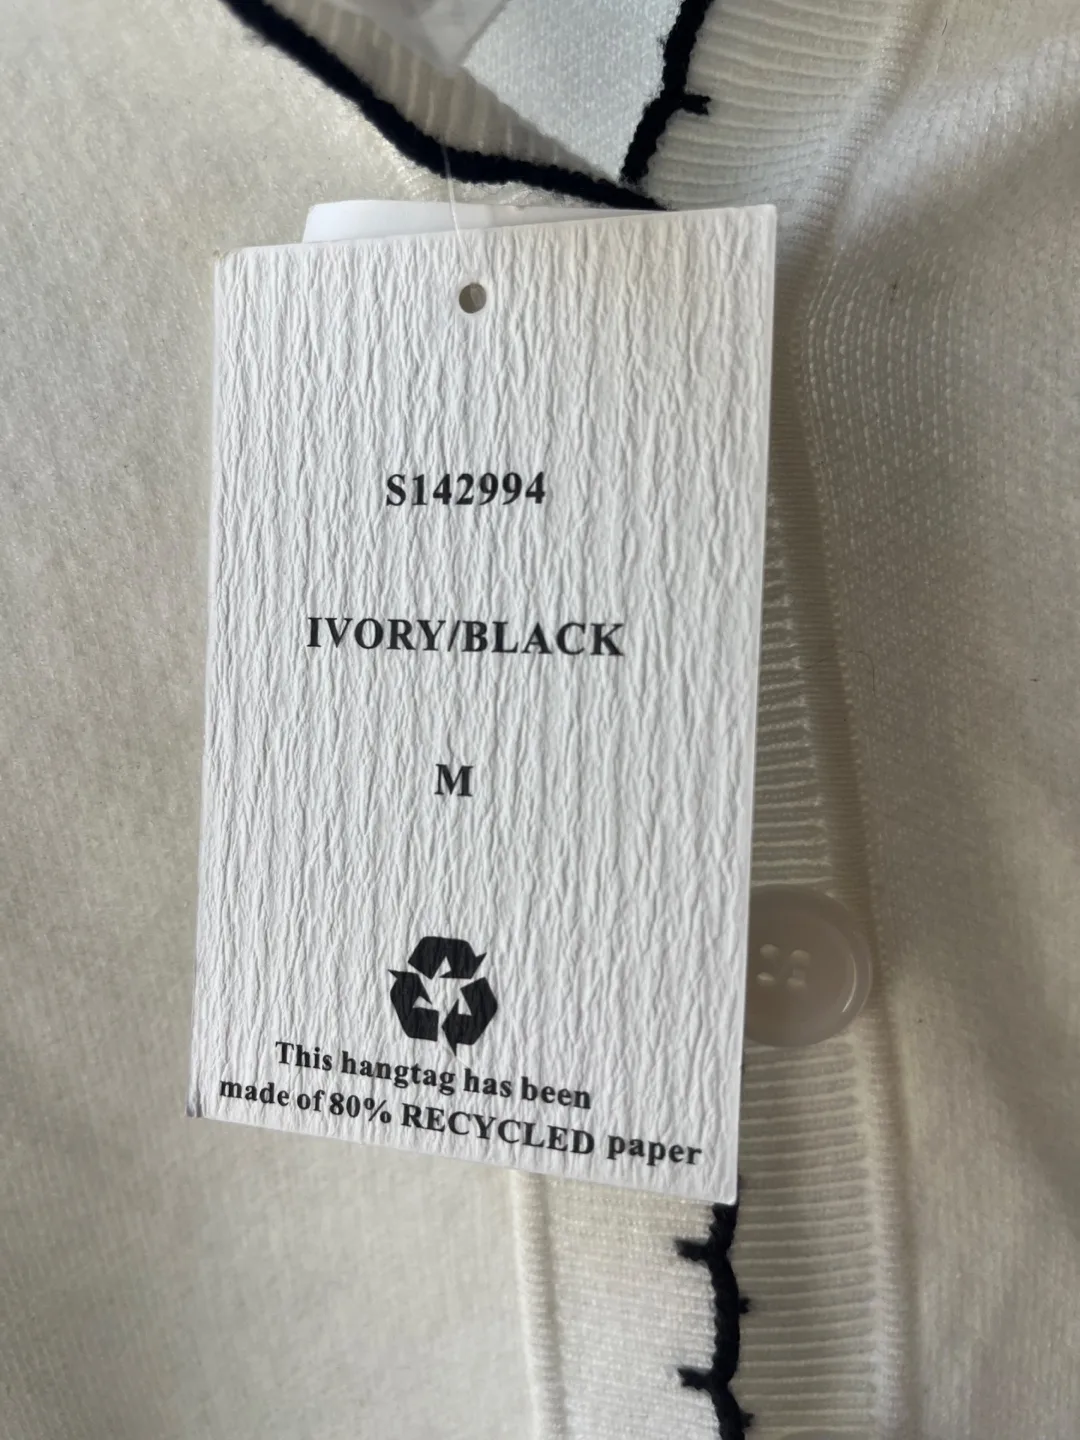 S142994
IVORY/BLACK
M
This hangtag has been
made of 80% RECYCLED paper